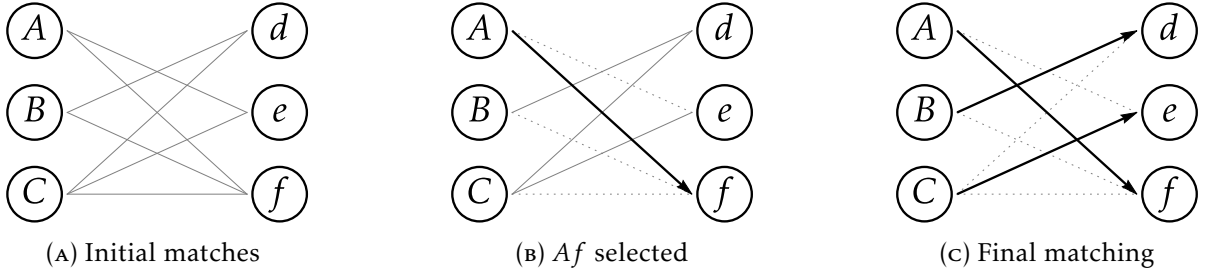 A d A d A d
B e B e B e
C f C f C f
(A) Initial matches (B) Af selected (C) Final matching